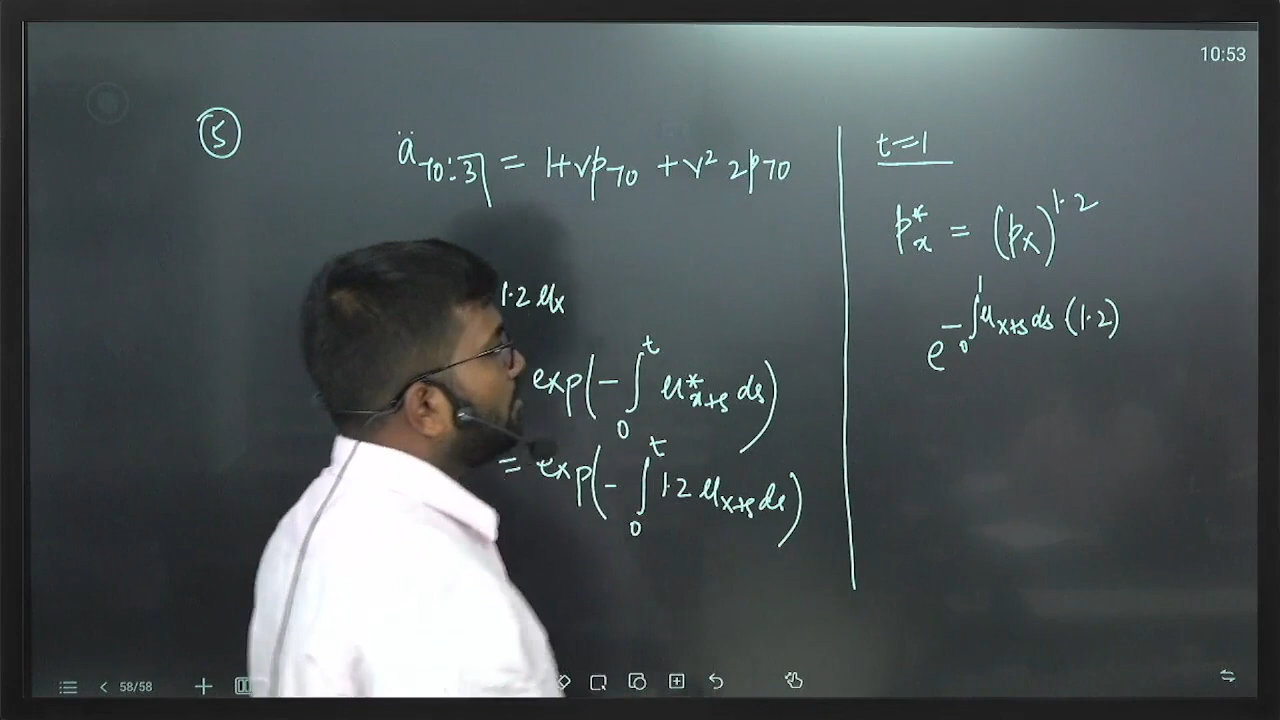 10:53
5
ä70:3̅| = 1+vp70 + v² 2p70
1.2 μx
exp(-∫₀ᵗ μ*x+s ds)
= exp(-∫₀ᵗ 1.2 μx+s ds)
t=1
p*x = (px)^1.2
e^-∫₀¹ μx+s ds (1.2)
58/58